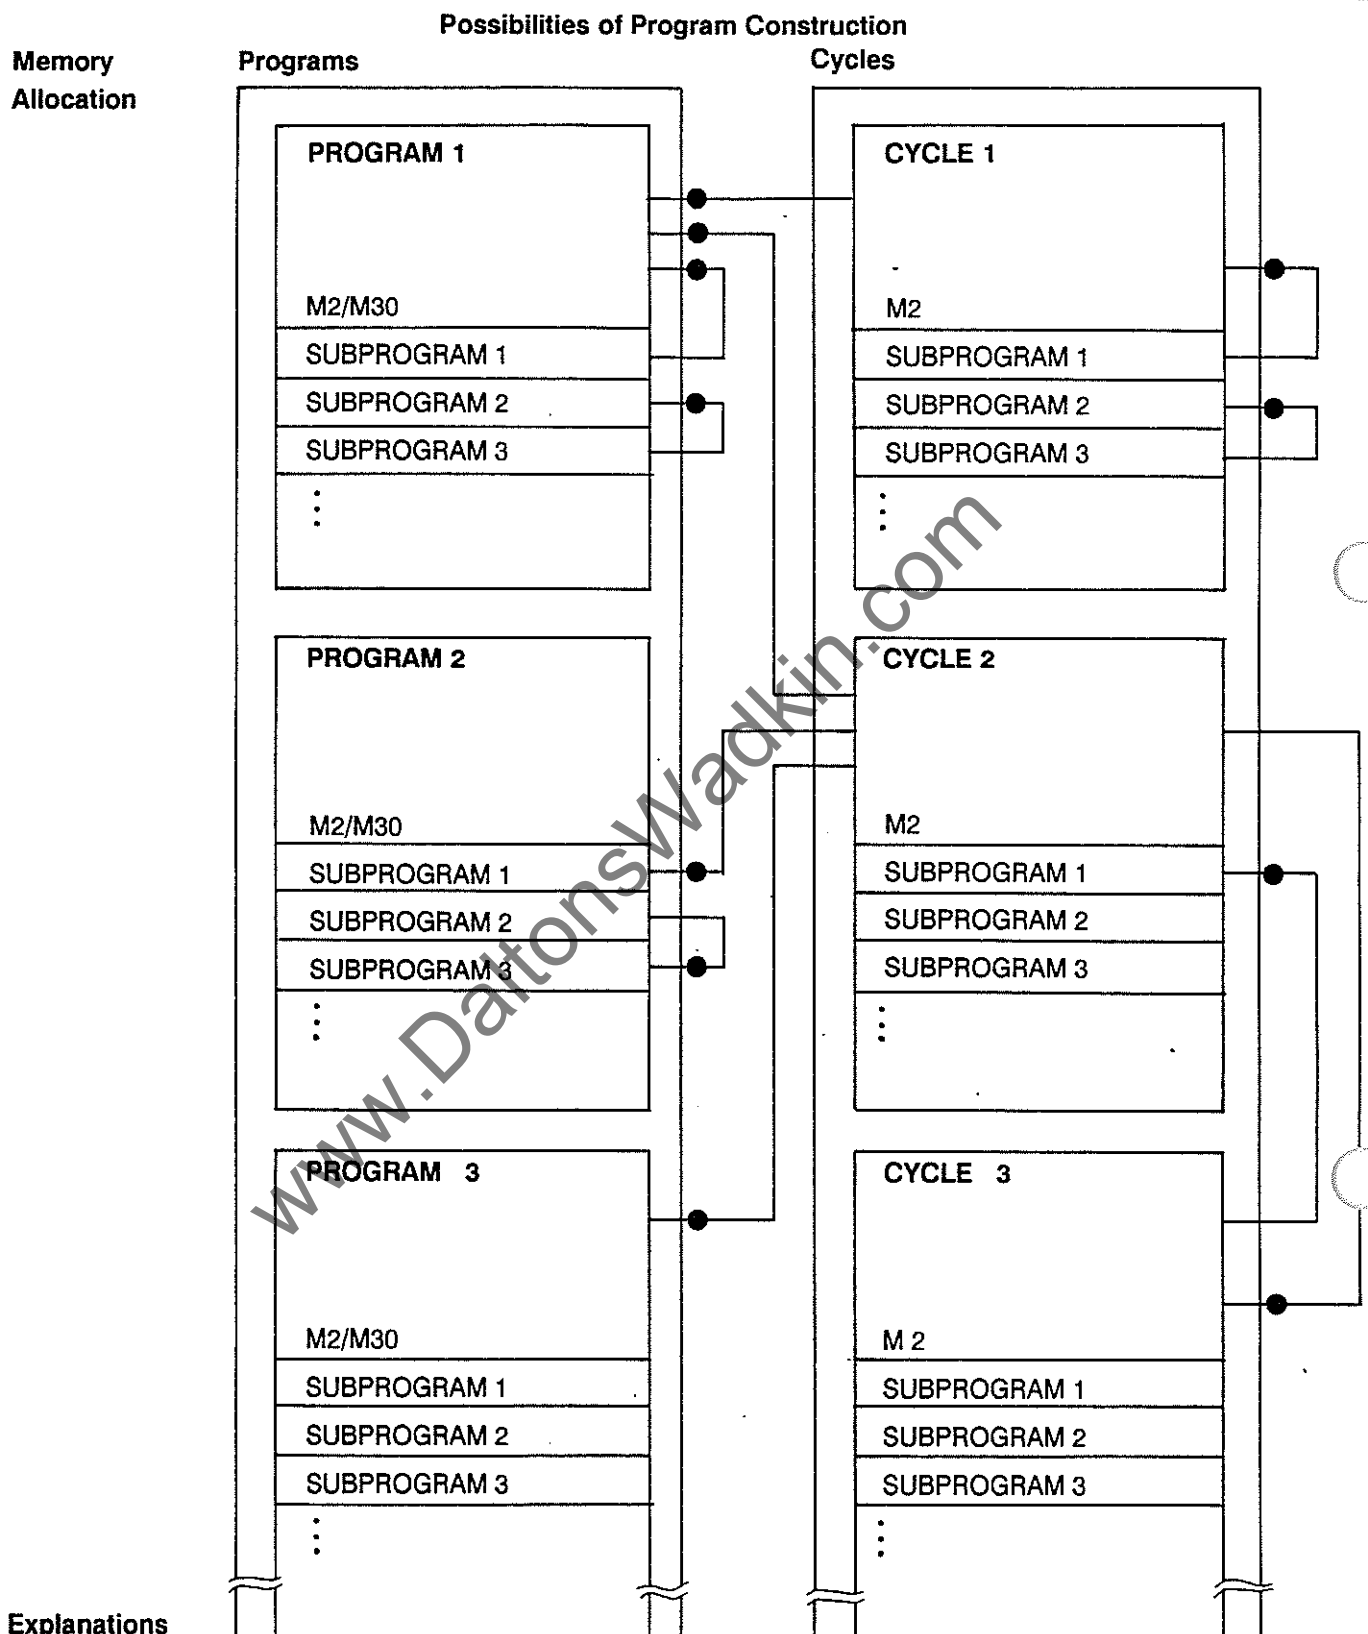 Possibilities of Program Construction
Memory
Allocation
Programs
Cycles
PROGRAM 1
M2/M30
SUBPROGRAM 1
SUBPROGRAM 2
SUBPROGRAM 3
PROGRAM 2
M2/M30
SUBPROGRAM 1
SUBPROGRAM 2
SUBPROGRAM 3
PROGRAM 3
M2/M30
SUBPROGRAM 1
SUBPROGRAM 2
SUBPROGRAM 3
CYCLE 1
M2
SUBPROGRAM 1
SUBPROGRAM 2
SUBPROGRAM 3
CYCLE 2
M2
SUBPROGRAM 1
SUBPROGRAM 2
SUBPROGRAM 3
CYCLE 3
M 2
SUBPROGRAM 1
SUBPROGRAM 2
SUBPROGRAM 3
www.DaltonsWadkin.com
Explanations